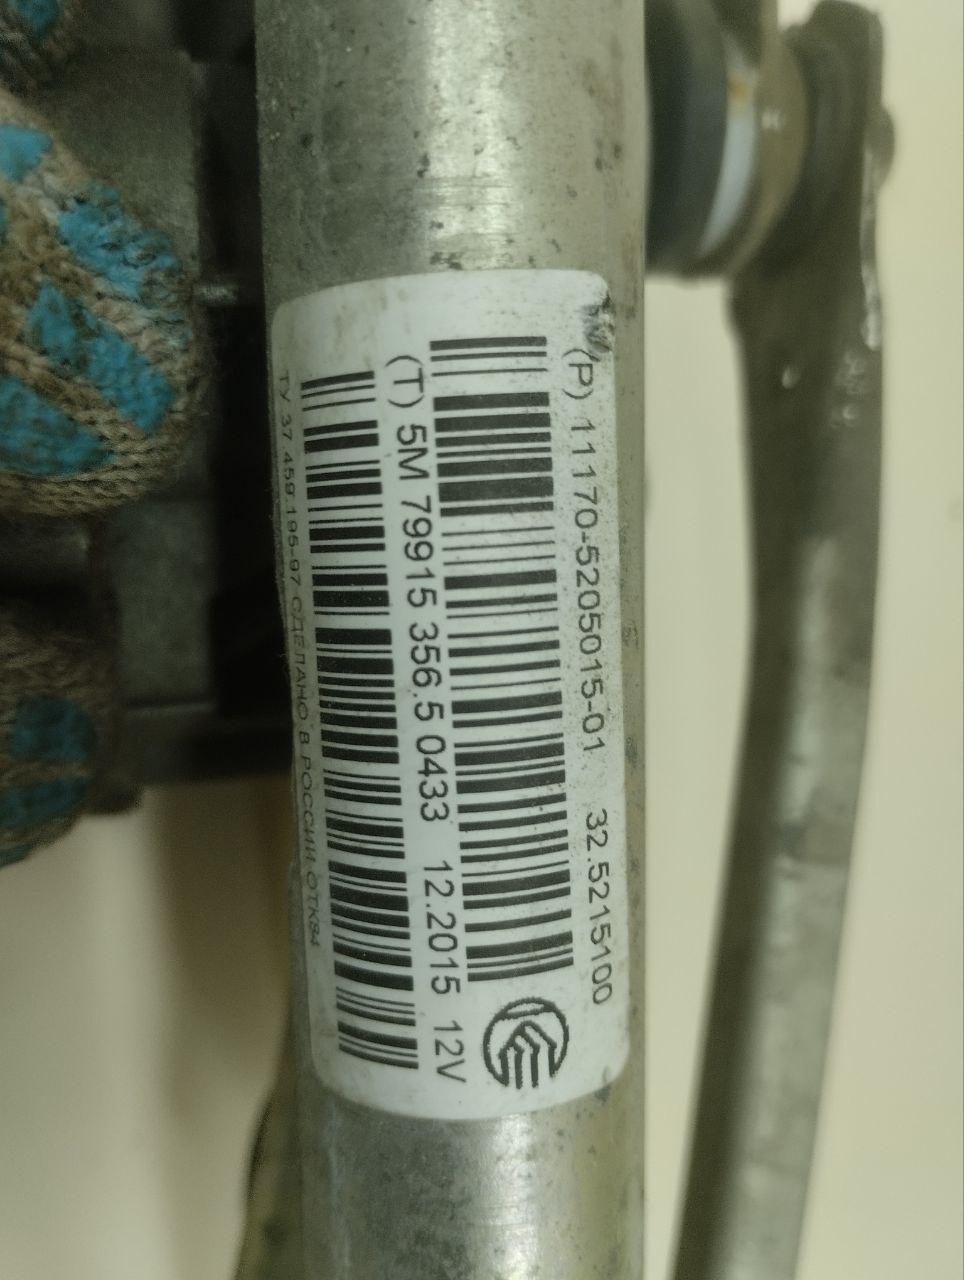 (P) 11170-5205015-01 32.5215100
(T) 5M 79915 356.5 0433 12.2015 12V
ТУ 37.459.195-97 СДЕЛАНО В РОССИИ ОТК84